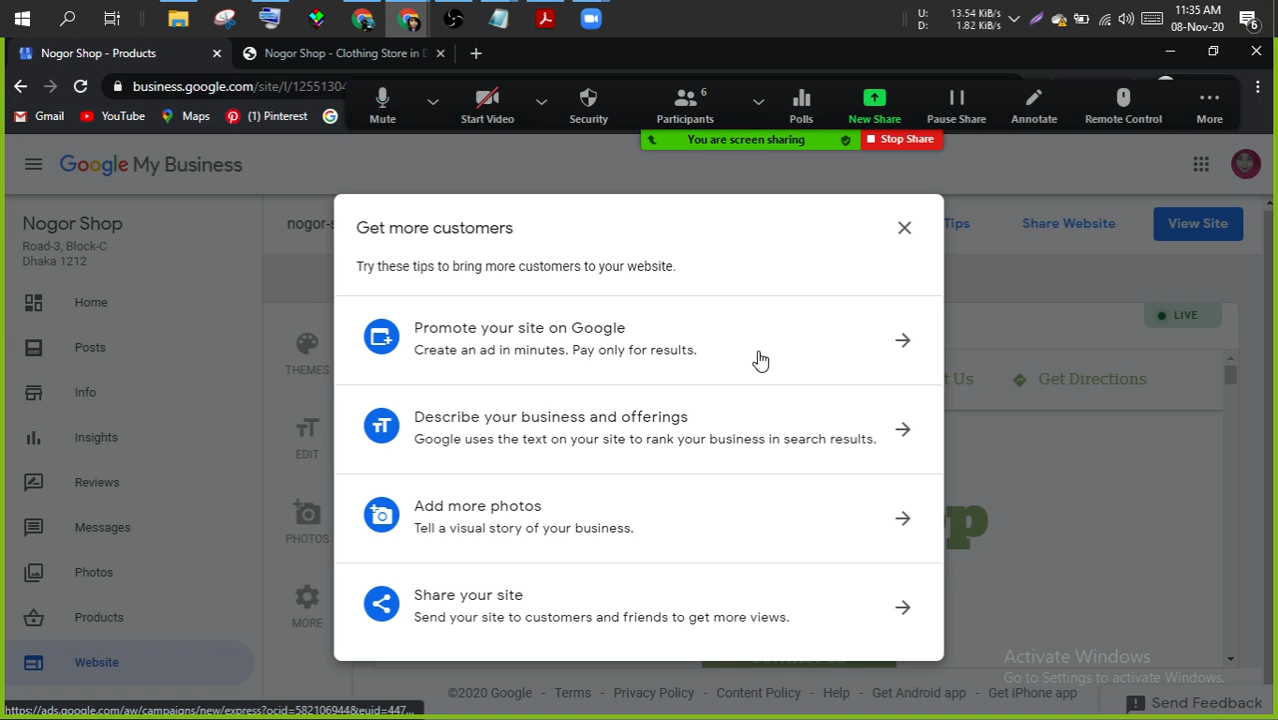 U: 13.54 KiB/s
D: 1.82 KiB/s
11:35 AM
08-Nov-20
6
Nogor Shop - Products
Nogor Shop - Clothing Store in D
business.google.com/site/l/12551304
Gmail
YouTube
Maps
(1) Pinterest
Mute
Start Video
Security
6
Participants
Polls
New Share
Pause Share
Annotate
Remote Control
More
You are screen sharing
Stop Share
Google My Business
Nogor Shop
Road-3, Block-C
Dhaka 1212
nogor-s
Tips
Share Website
View Site
Home
Posts
Info
Insights
Reviews
Messages
Photos
Products
Website
THEMES
EDIT
PHOTOS
MORE
Get more customers
Try these tips to bring more customers to your website.
Promote your site on Google
Create an ad in minutes. Pay only for results.
Describe your business and offerings
Google uses the text on your site to rank your business in search results.
Add more photos
Tell a visual story of your business.
Share your site
Send your site to customers and friends to get more views.
LIVE
t Us
Get Directions
p
Activate Windows
Go to Settings to activate Windows.
©2020 Google - Terms - Privacy Policy - Content Policy - Help - Get Android app - Get iPhone app
Send Feedback
https://ads.google.com/aw/campaigns/new/express?ocid=582106944&euid=447...